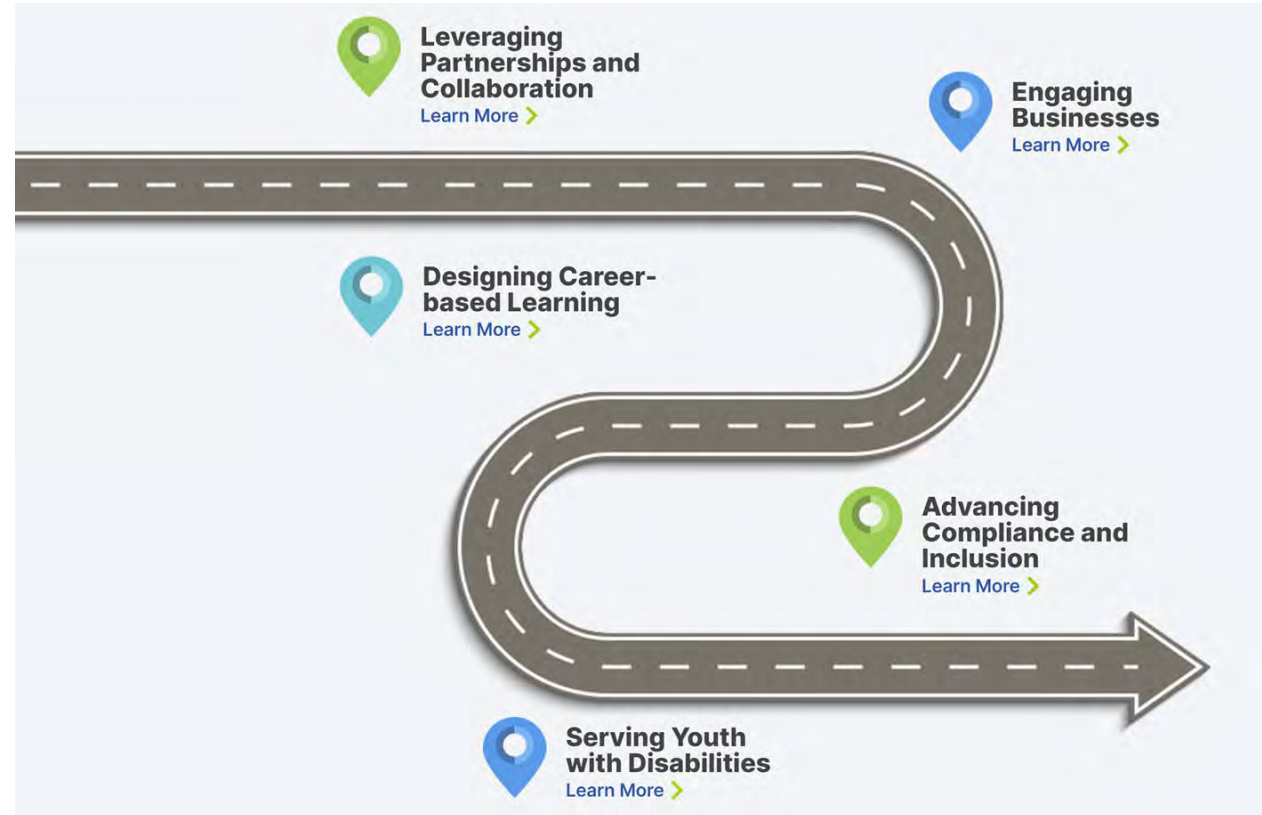 Leveraging
Partnerships and
Collaboration
Learn More
Engaging
Businesses
Learn More
Designing Career-
based Learning
Learn More
Advancing
Compliance and
Inclusion
Learn More
Serving Youth
with Disabilities
Learn More